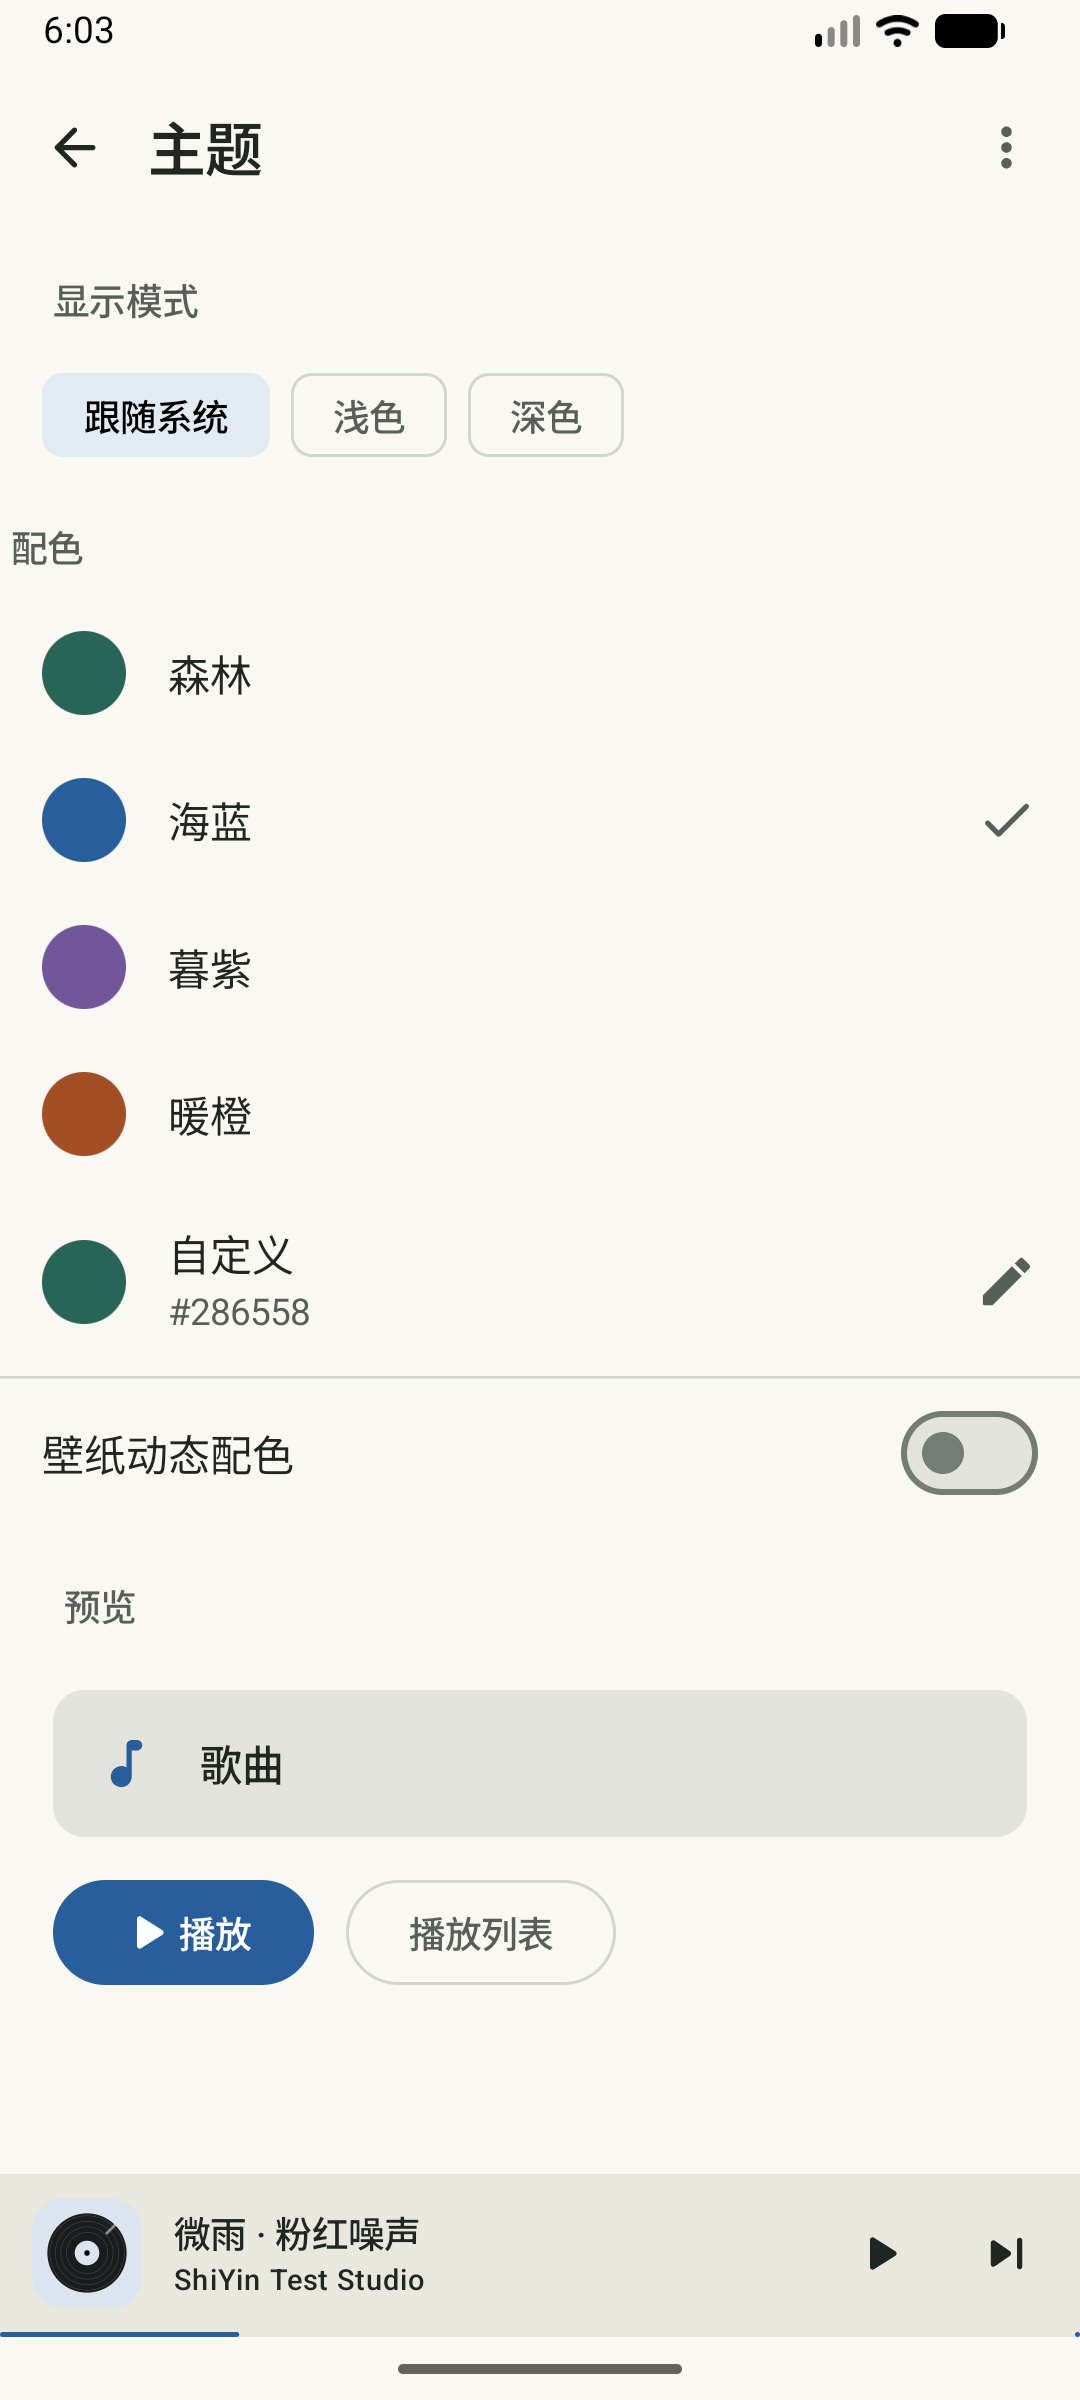 6:03
主题
显示模式
跟随系统
浅色
深色
配色
森林
海蓝
暮紫
暖橙
自定义
#286558
壁纸动态配色
预览
歌曲
播放
播放列表
微雨 · 粉红噪声
ShiYin Test Studio